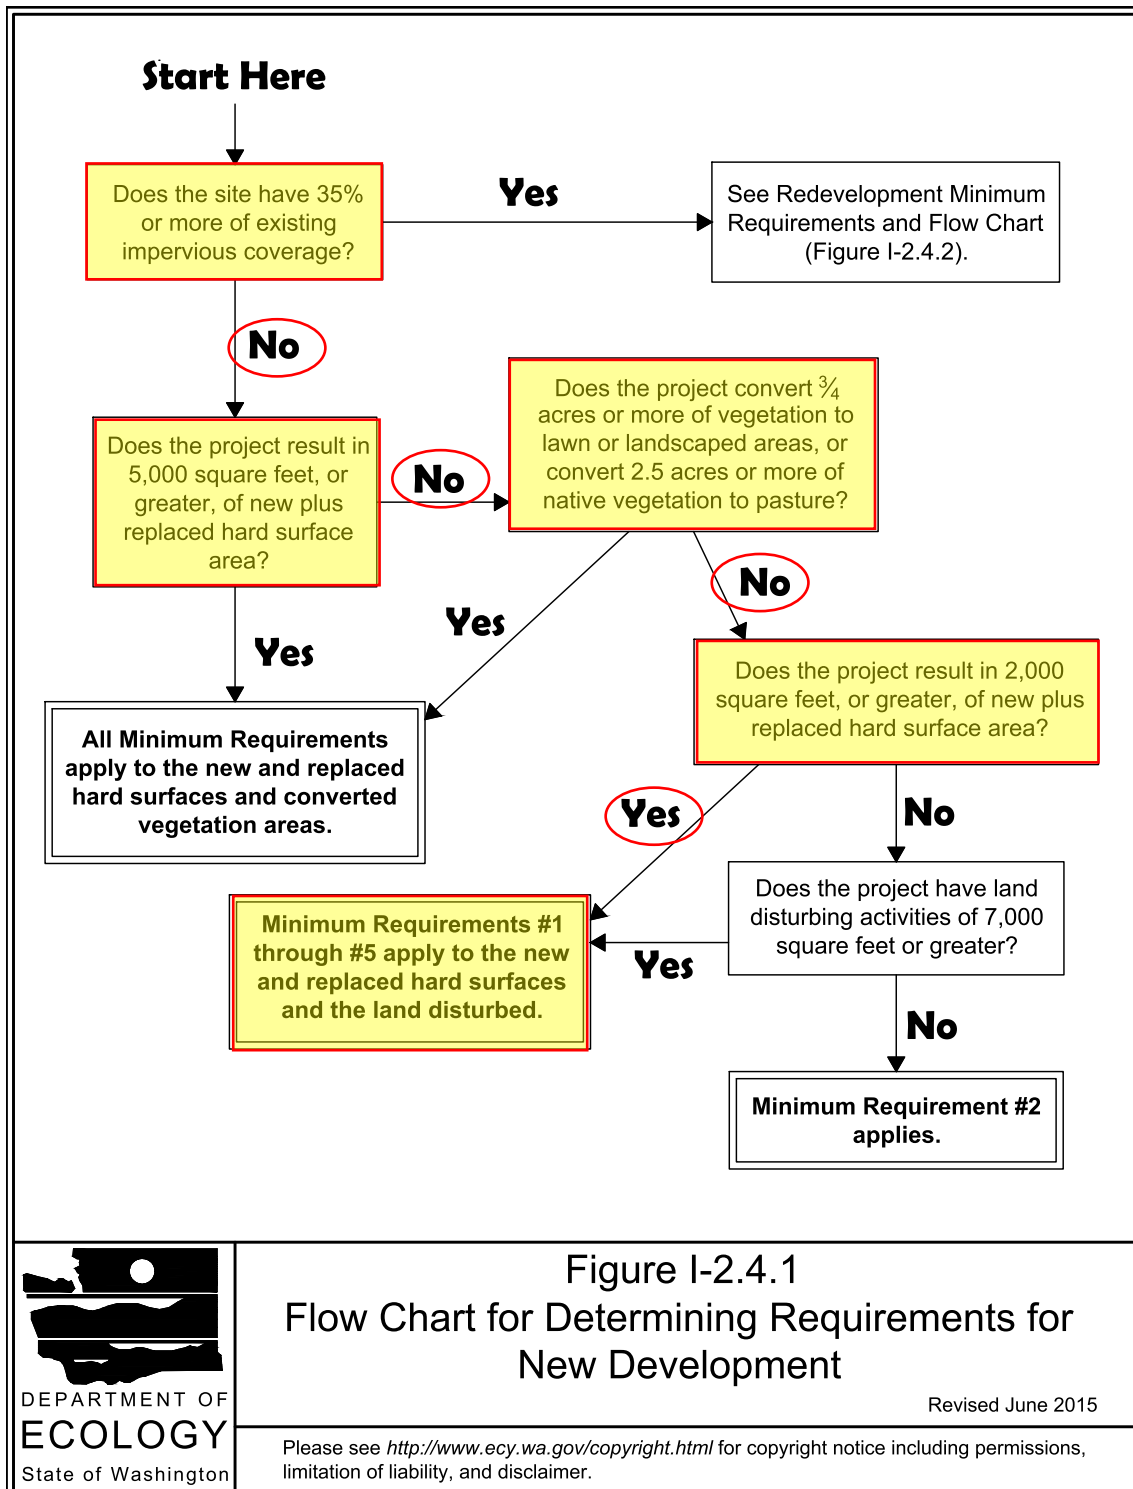 Start Here
Does the site have 35%
or more of existing
impervious coverage?
Yes
See Redevelopment Minimum
Requirements and Flow Chart
(Figure I-2.4.2).
No
Does the project convert ¾
acres or more of vegetation to
lawn or landscaped areas, or
convert 2.5 acres or more of
native vegetation to pasture?
Does the project result in
5,000 square feet, or
greater, of new plus
replaced hard surface
area?
No
No
Yes
Yes
Does the project result in 2,000
square feet, or greater, of new plus
replaced hard surface area?
All Minimum Requirements
apply to the new and replaced
hard surfaces and converted
vegetation areas.
Yes
No
Does the project have land
disturbing activities of 7,000
square feet or greater?
Minimum Requirements #1
through #5 apply to the new
and replaced hard surfaces
and the land disturbed.
Yes
No
Minimum Requirement #2
applies.
Figure I-2.4.1
Flow Chart for Determining Requirements for
New Development
Revised June 2015
DEPARTMENT OF
ECOLOGY
State of Washington
Please see http://www.ecy.wa.gov/copyright.html for copyright notice including permissions,
limitation of liability, and disclaimer.